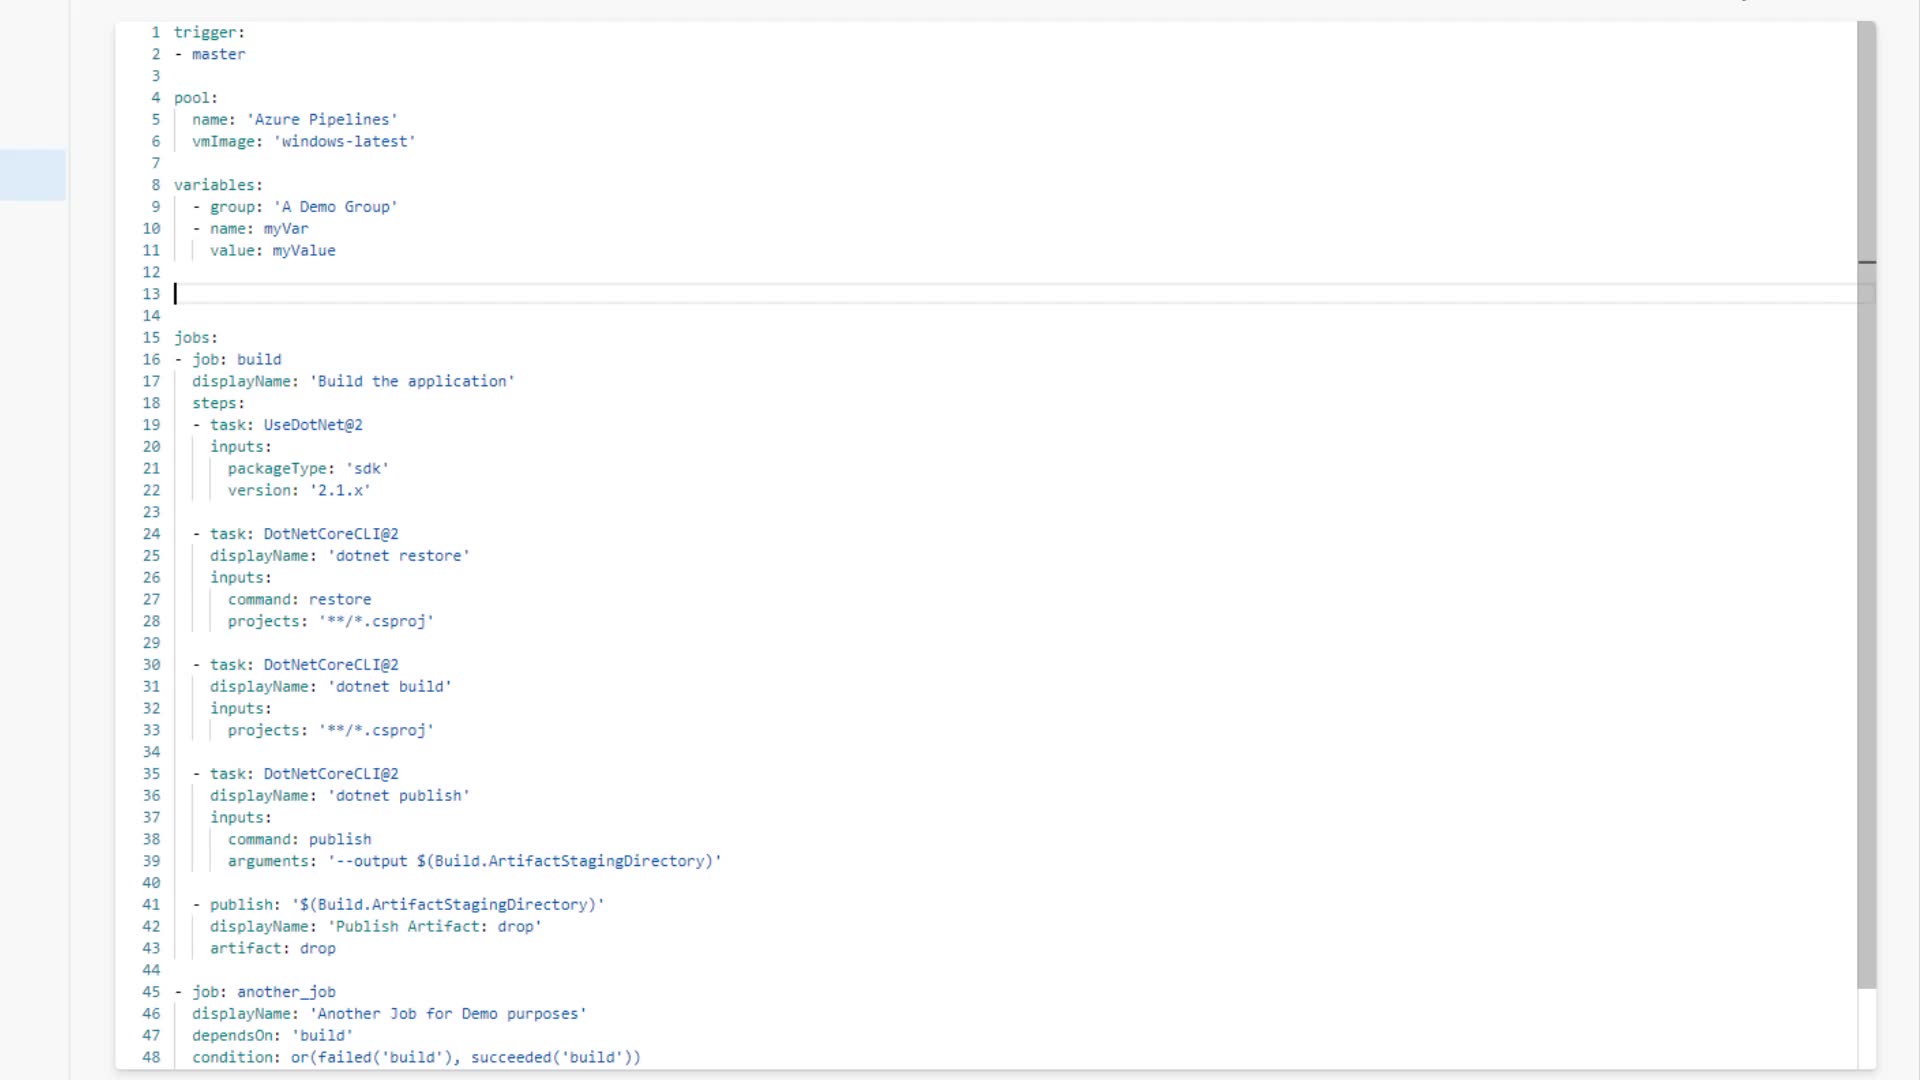 1 trigger:
2 - master
3
4 pool:
5   name: 'Azure Pipelines'
6   vmImage: 'windows-latest'
7
8 variables:
9   - group: 'A Demo Group'
10   - name: myVar
11     value: myValue
12
13
14
15 jobs:
16 - job: build
17   displayName: 'Build the application'
18   steps:
19   - task: UseDotNet@2
20     inputs:
21       packageType: 'sdk'
22       version: '2.1.x'
23
24   - task: DotNetCoreCLI@2
25     displayName: 'dotnet restore'
26     inputs:
27       command: restore
28       projects: '**/*.csproj'
29
30   - task: DotNetCoreCLI@2
31     displayName: 'dotnet build'
32     inputs:
33       projects: '**/*.csproj'
34
35   - task: DotNetCoreCLI@2
36     displayName: 'dotnet publish'
37     inputs:
38       command: publish
39       arguments: '--output $(Build.ArtifactStagingDirectory)'
40
41   - publish: '$(Build.ArtifactStagingDirectory)'
42     displayName: 'Publish Artifact: drop'
43     artifact: drop
44
45 - job: another_job
46   displayName: 'Another Job for Demo purposes'
47   dependsOn: 'build'
48   condition: or(failed('build'), succeeded('build'))